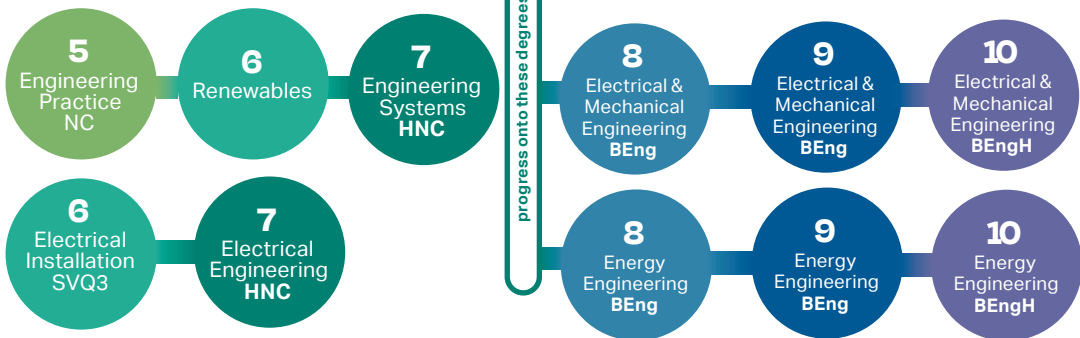 5
Engineering
Practice
NC
6
Renewables
7
Engineering
Systems
HNC
6
Electrical
Installation
SVQ3
7
Electrical
Engineering
HNC
progress onto these degrees
8
Electrical &
Mechanical
Engineering
BEng
9
Electrical &
Mechanical
Engineering
BEng
10
Electrical &
Mechanical
Engineering
BEngH
8
Energy
Engineering
BEng
9
Energy
Engineering
BEng
10
Energy
Engineering
BEngH